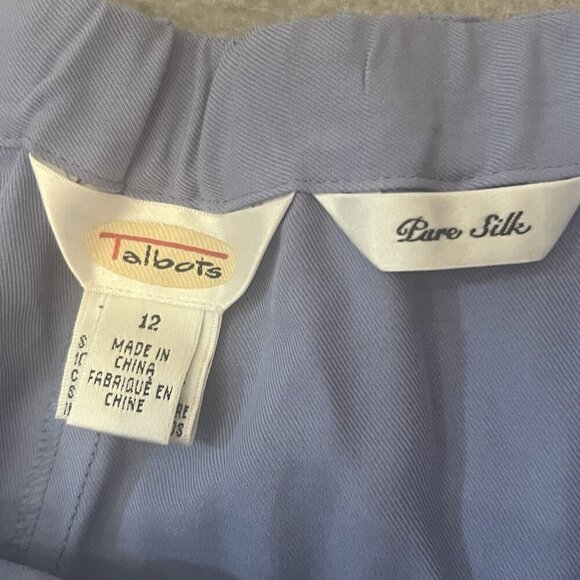 Talbots
Pure Silk
12
MADE IN
CHINA
FABRIQUÉ EN
CHINE